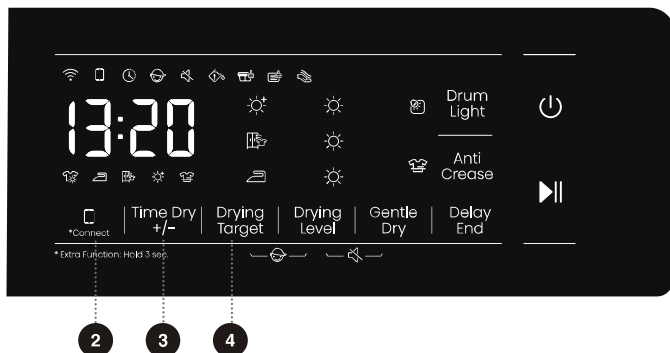 13:20
Drum
Light
Anti
Crease
*Connect
Time Dry
+/-
Drying
Target
Drying
Level
Gentle
Dry
Delay
End
* Extra Function: Hold 3 sec.
2
3
4